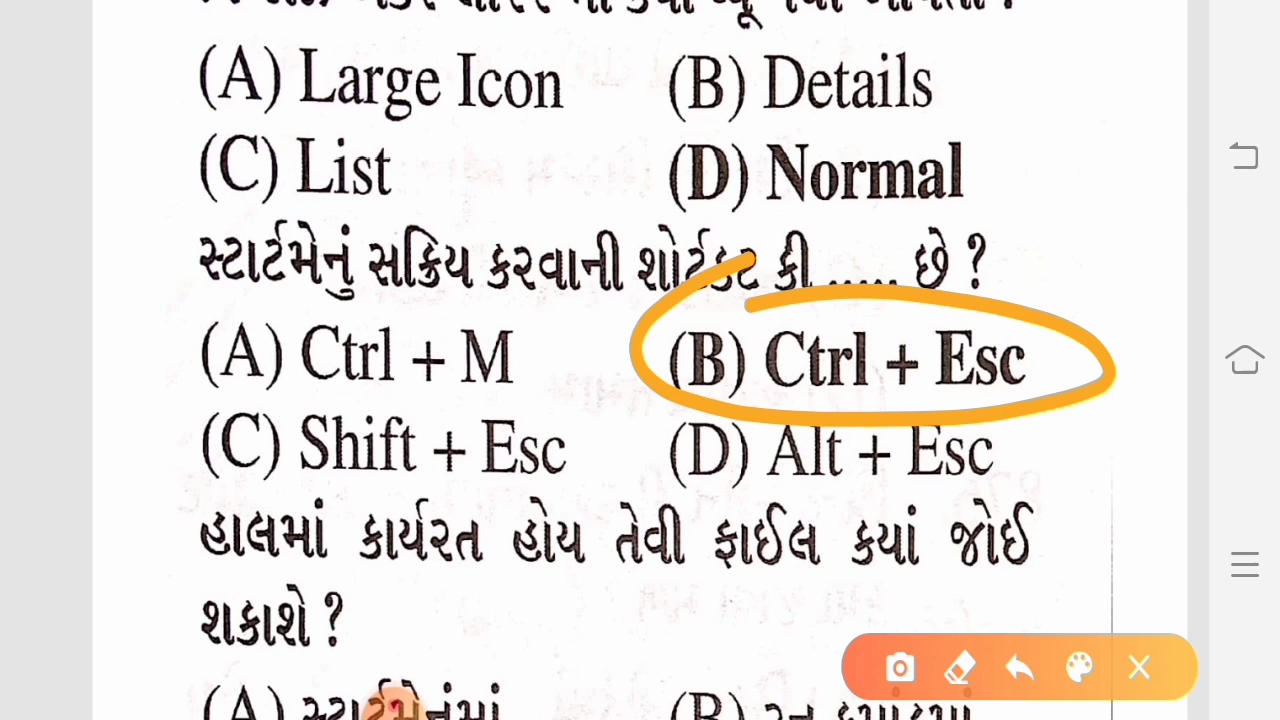 (A) Large Icon (B) Details
(C) List (D) Normal
સ્ટાર્ટમેનું સક્રિય કરવાની શોર્ટકટ કી ..... છે ?
(A) Ctrl + M (B) Ctrl + Esc
(C) Shift + Esc (D) Alt + Esc
હાલમાં કાર્યરત હોય તેવી ફાઈલ કયાં જોઈ
શકાશે ?
(A) સ્ટાર્ટમેનુંમાં (B)